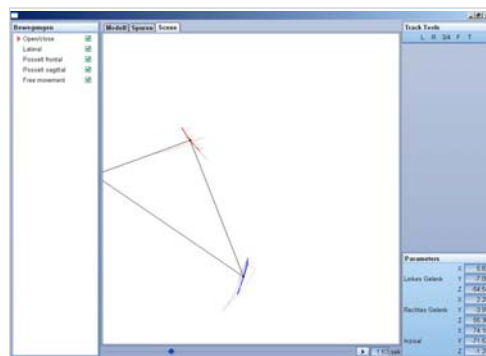 Bewegungen
Open/close
Lateral
Posselt frontal
Posselt sagittal
Free movement
Modell Spuren Scene
Track Tools
L R 3/4 F T
Parameters
Linkes Gelenk
X
Y
Z
Rechtes Gelenk
X
Y
Z
Inzisal
X
Y
Z